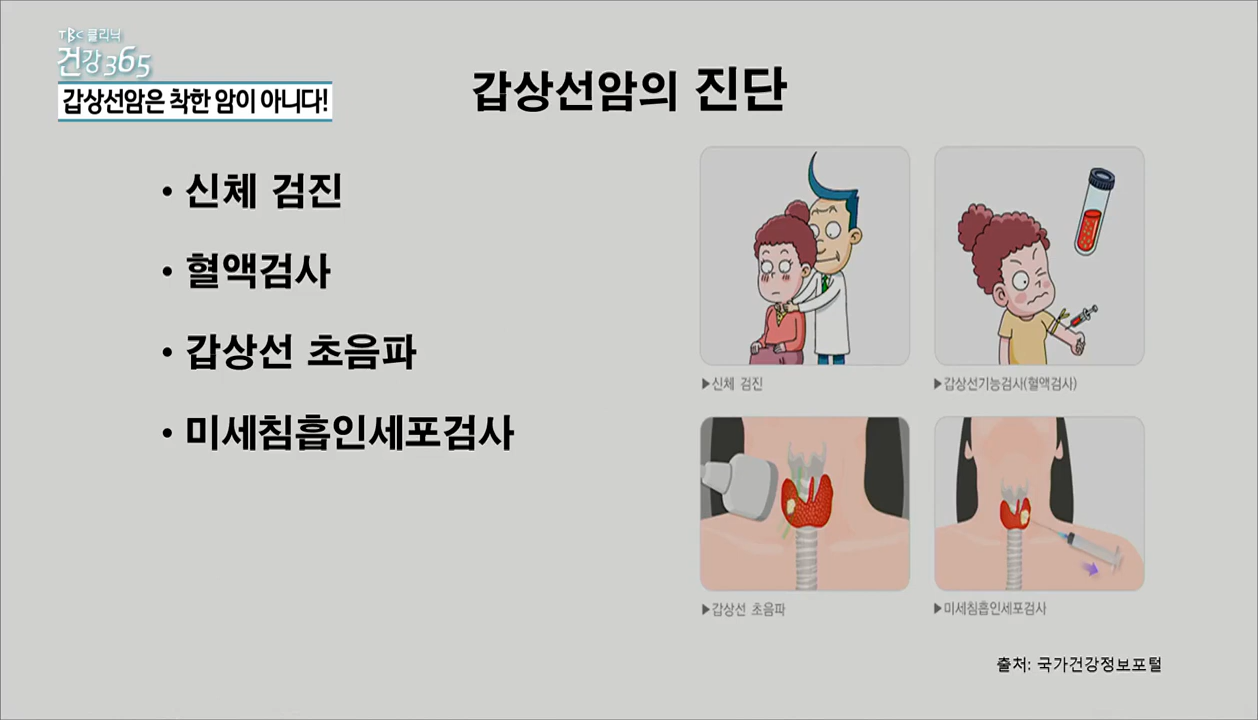 TBC 클리닉
건강365
갑상선암은 착한 암이 아니다!
갑상선암의 진단
• 신체 검진
• 혈액검사
• 갑상선 초음파
• 미세침흡인세포검사
▶신체 검진
▶갑상선기능검사(혈액검사)
▶갑상선 초음파
▶미세침흡인세포검사
출처: 국가건강정보포털